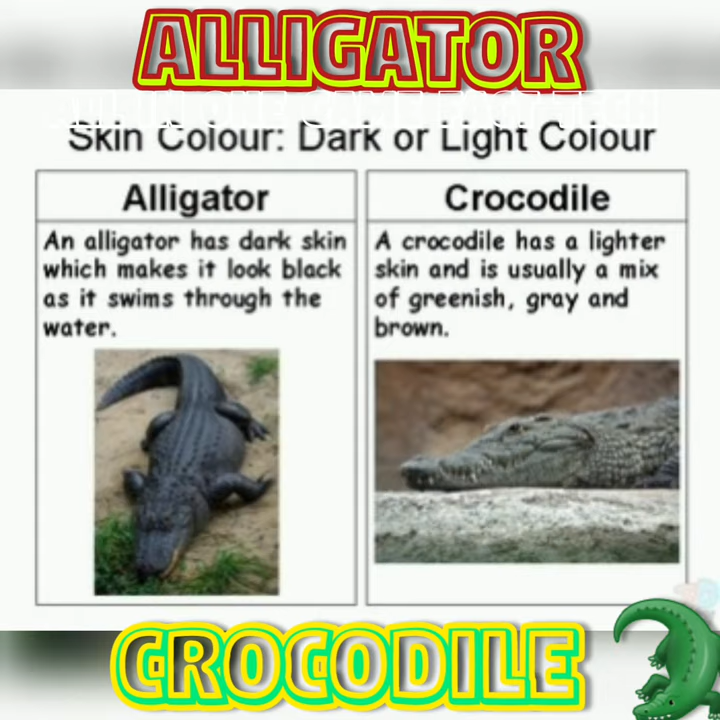 ALLIGATOR
Skin Colour: Dark or Light Colour
Alligator
An alligator has dark skin
which makes it look black
as it swims through the
water.
Crocodile
A crocodile has a lighter
skin and is usually a mix
of greenish, gray and
brown.
CROCODILE